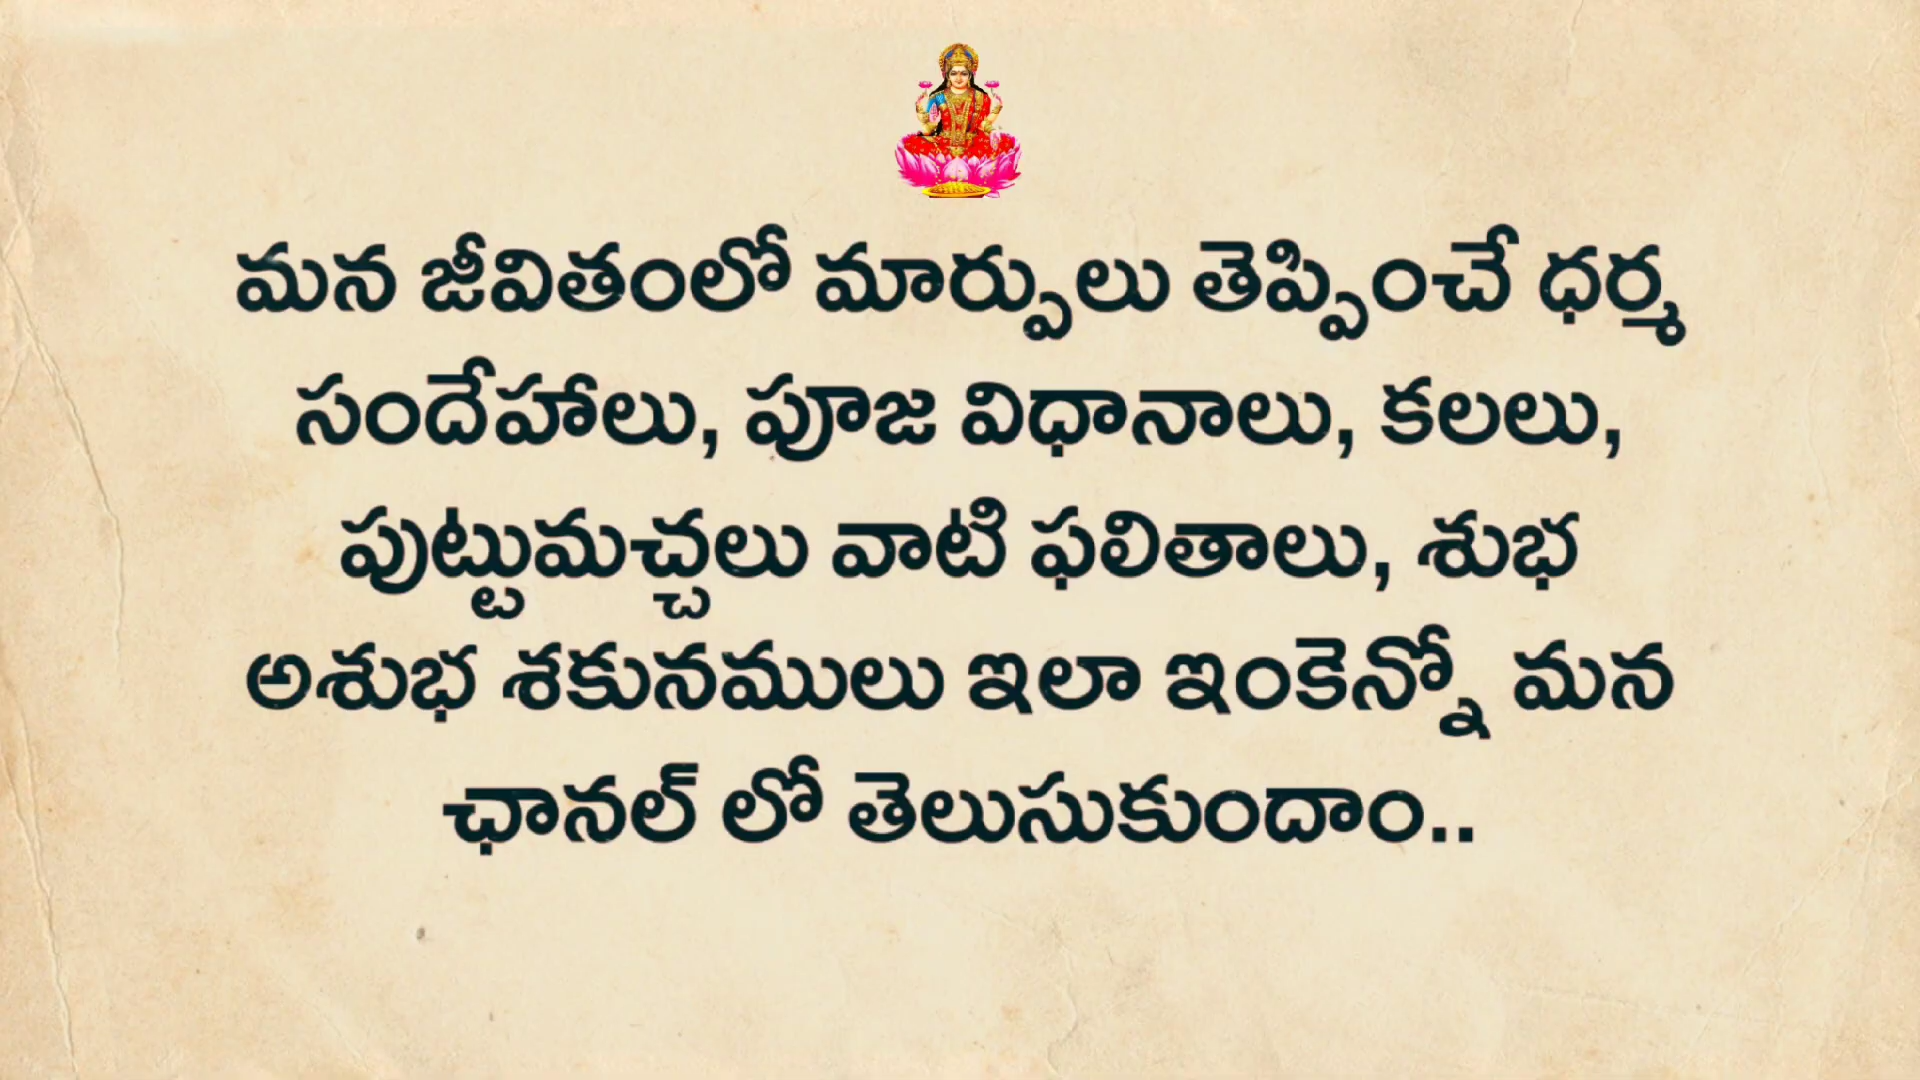 మన జీవితంలో మార్పులు తెప్పించే ధర్మ
సందేహాలు, పూజ విధానాలు, కలలు,
పుట్టుమచ్చలు వాటి ఫలితాలు, శుభ
అశుభ శకునములు ఇలా ఇంకెన్నో మన
ఛానల్ లో తెలుసుకుందాం..